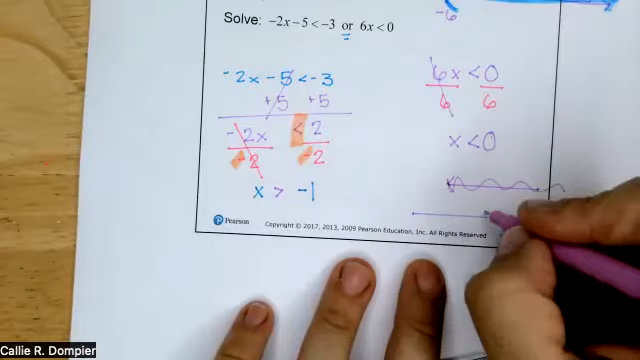 -6
Solve: −2x − 5 < −3 or 6x < 0
-2x - 5 < -3
+5 +5
-2x < 2
-2 -2
x > -1
6x < 0
6 6
x < 0
Pearson
Copyright © 2017, 2013, 2009 Pearson Education, Inc. All Rights Reserved
Callie R. Dompier